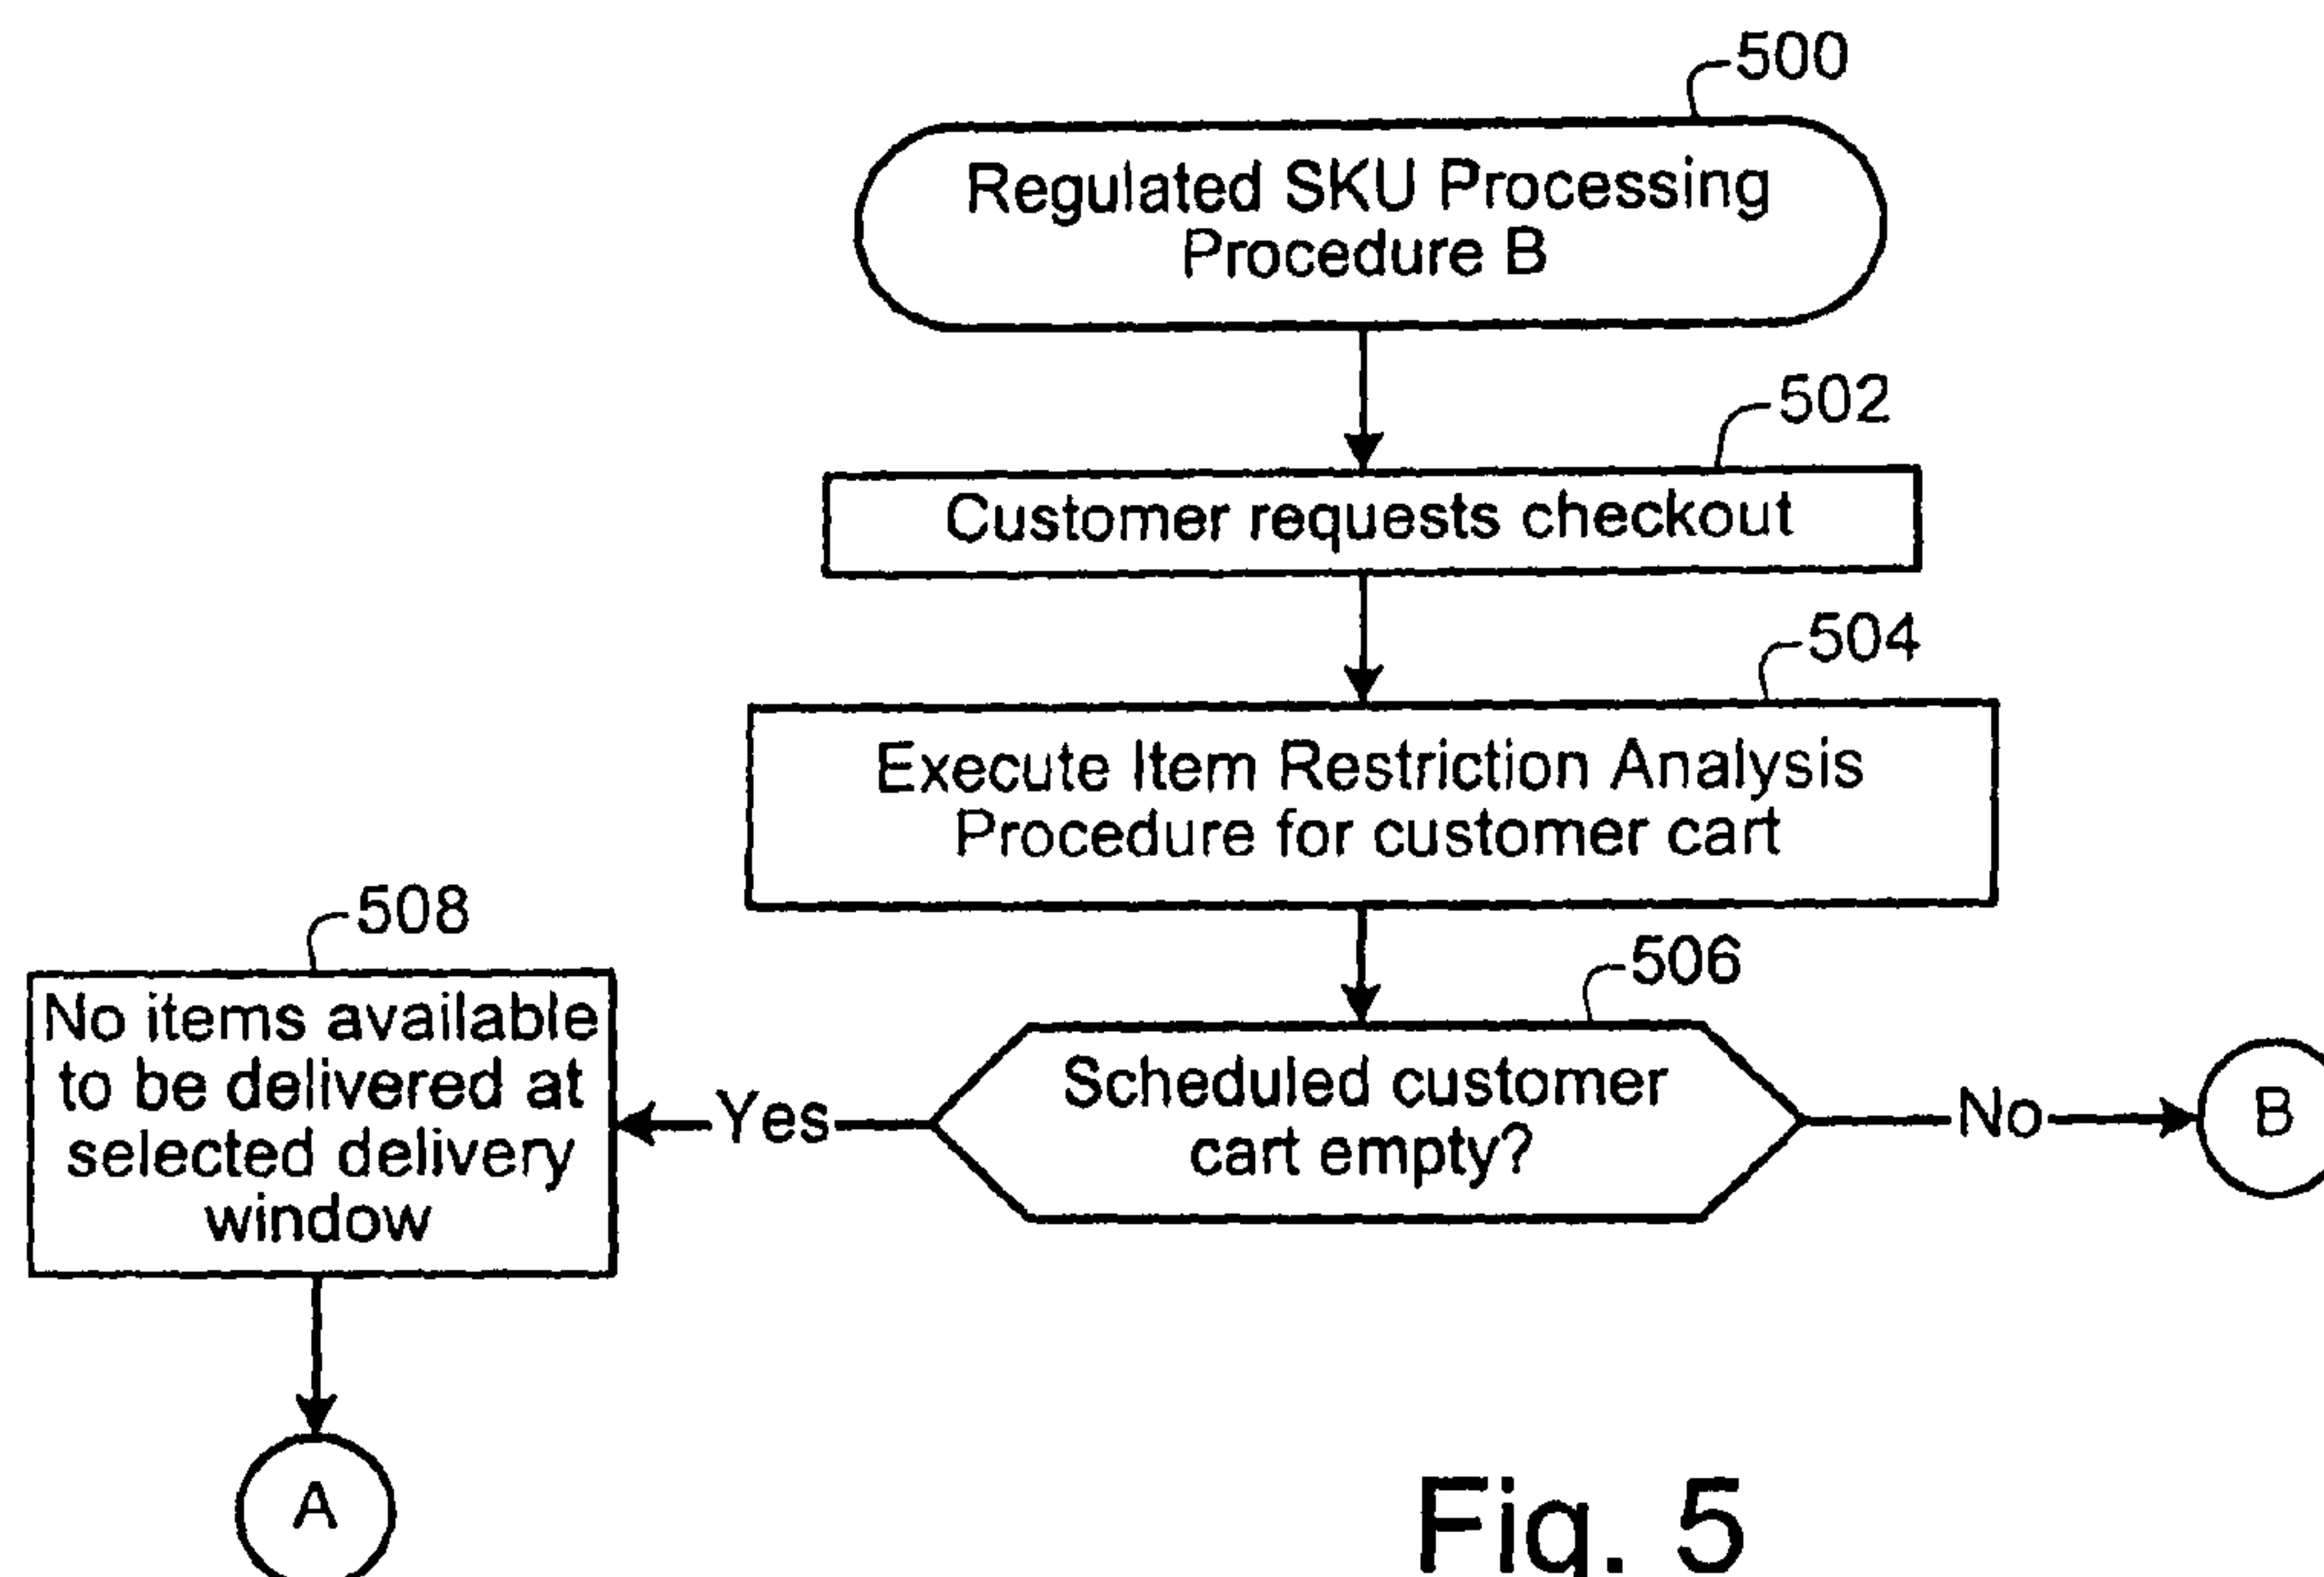 500
Regulated SKU Processing
Procedure B
502
Customer requests checkout
504
Execute Item Restriction Analysis
Procedure for customer cart
506
Scheduled customer
cart empty?
508
No items available
to be delivered at
selected delivery
window
Yes
No
B
A
Fig. 5